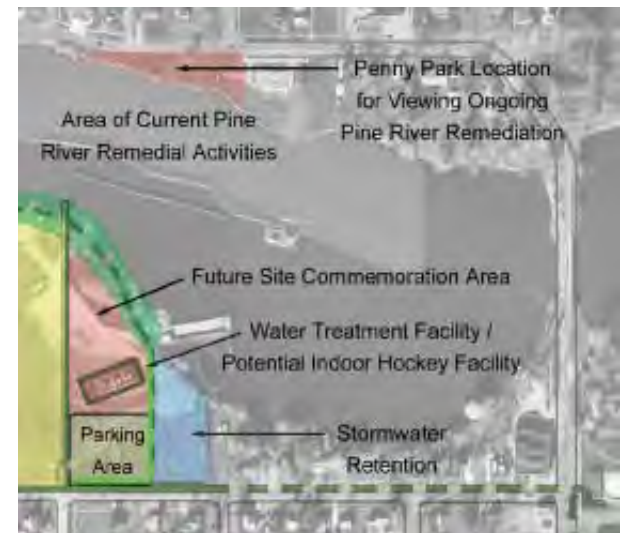 Penny Park Location
for Viewing Ongoing
Pine River Remediation
Area of Current Pine
River Remedial Activities
Future Site Commemoration Area
Water Treatment Facility /
Potential Indoor Hockey Facility
Parking
Area
Stormwater
Retention